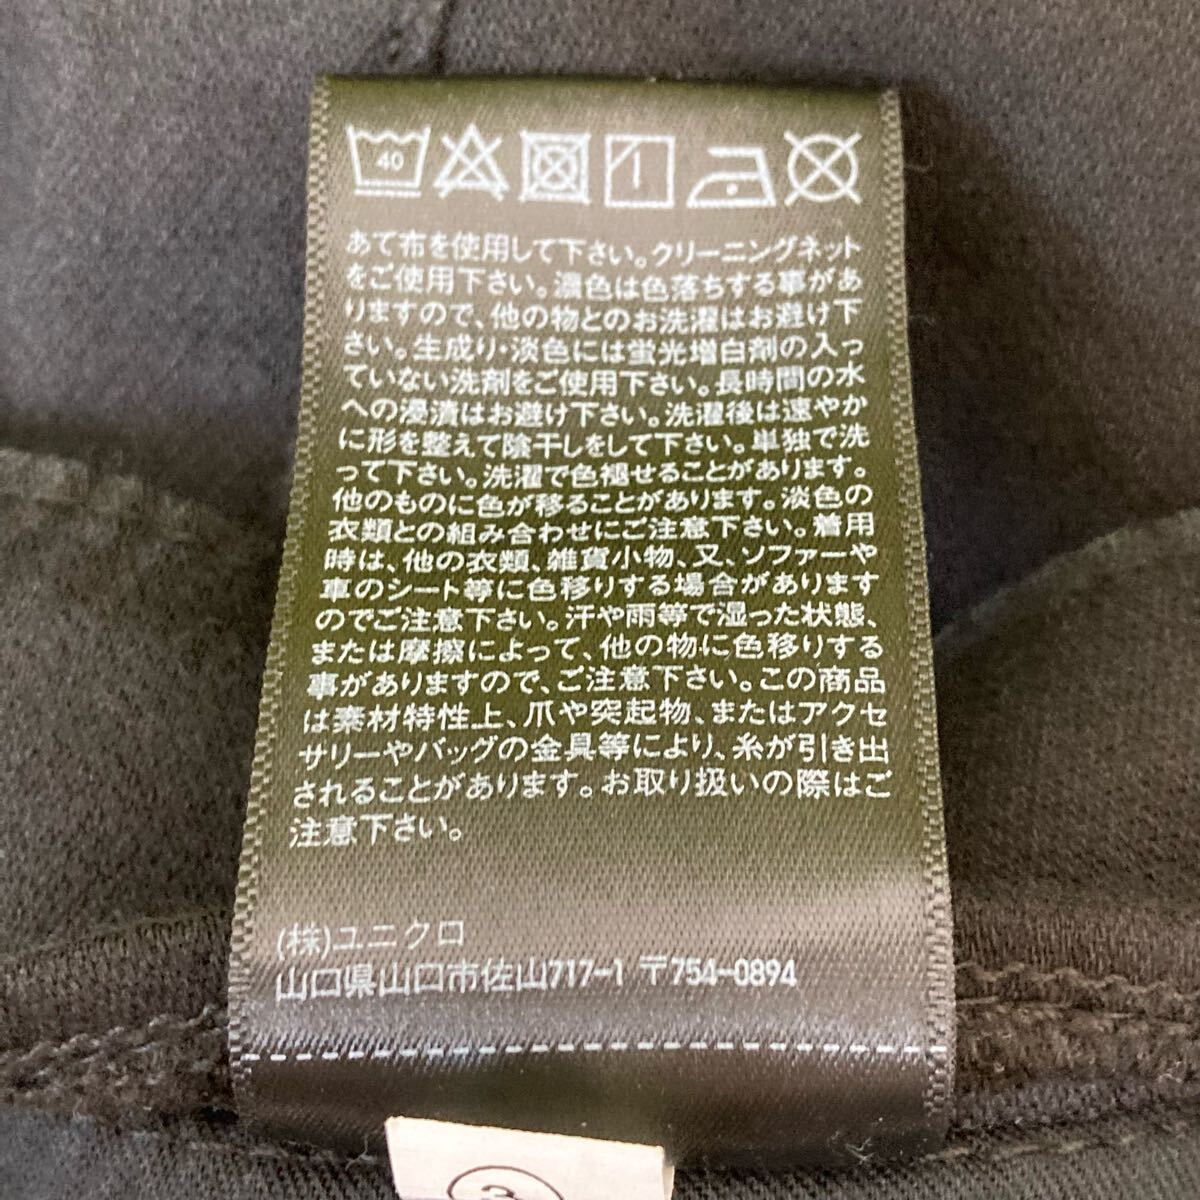 40
あて布を使用して下さい。クリーニングネット
をご使用下さい。濃色は色落ちする事があ
りますので、他の物とのお洗濯はお避け下
さい。生成り・淡色には蛍光増白剤の入っ
ていない洗剤をご使用下さい。長時間の水
への浸漬はお避け下さい。洗濯後は速やか
に形を整えて陰干しをして下さい。単独で洗
って下さい。洗濯で色褪せることがあります。
他のものに色が移ることがあります。淡色の
衣類との組み合わせにご注意下さい。着用
時は、他の衣類、雑貨小物、又、ソファーや
車のシート等に色移りする場合があります
のでご注意下さい。汗や雨等で湿った状態、
または摩擦によって、他の物に色移りする
事がありますので、ご注意下さい。この商品
は素材特性上、爪や突起物、またはアクセ
サリーやバッグの金具等により、糸が引き出
されることがあります。お取り扱いの際はご
注意下さい。
(株)ユニクロ
山口県山口市佐山717-1 〒754-0894
3